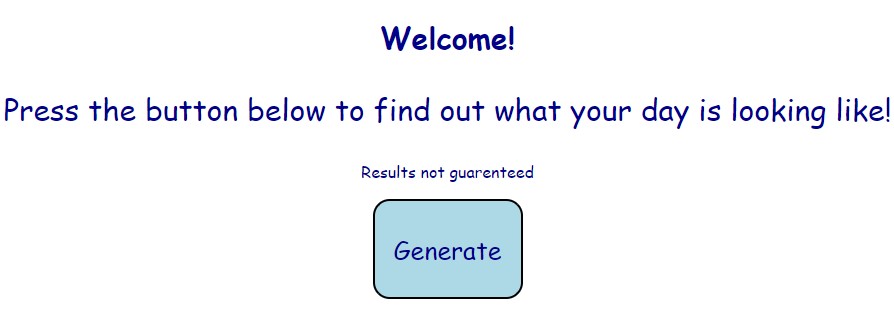 Welcome!
Press the button below to find out what your day is looking like!
Results not guarenteed
Generate